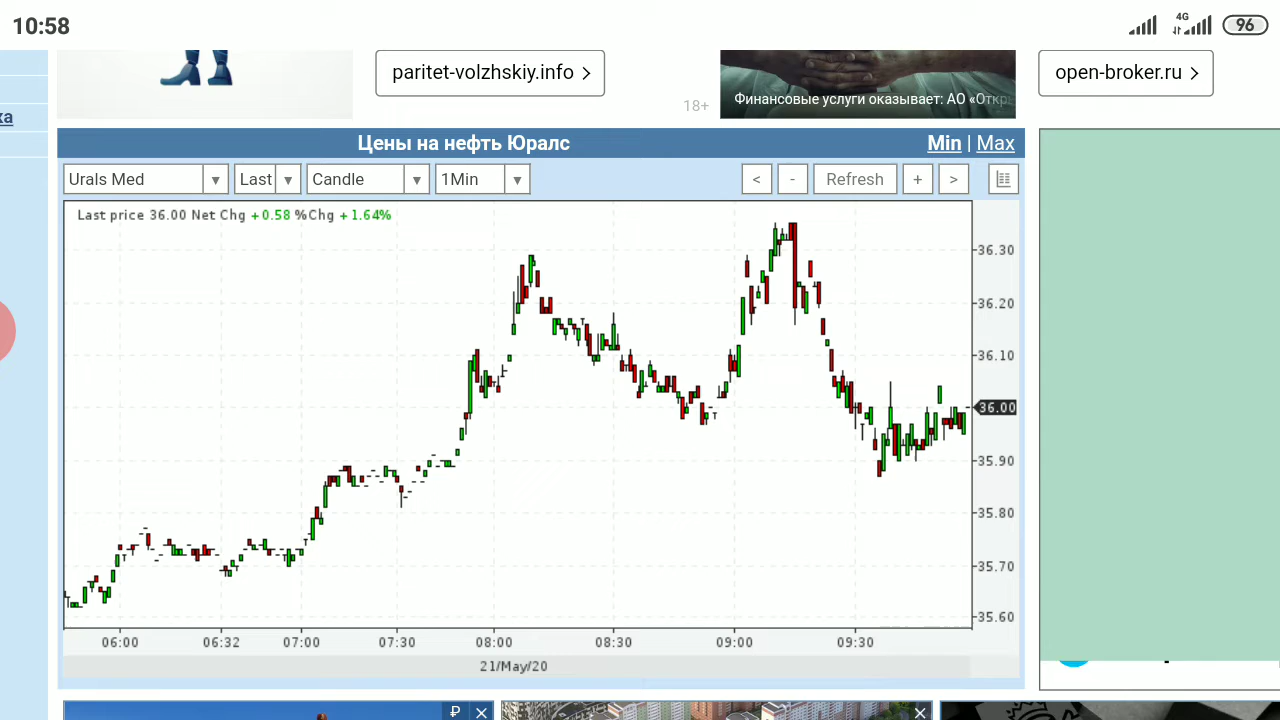 10:58
4G
96
ка
paritet-volzhskiy.info
18+
Финансовые услуги оказывает: АО «Откр
open-broker.ru
Цены на нефть Юралс
Min | Max
Urals Med
Last
Candle
1Min
<
-
Refresh
+
>
Last price 36.00 Net Chg +0.58 %Chg +1.64%
36.30
36.20
36.10
36.00
35.90
35.80
35.70
35.60
06:00
06:32
07:00
07:30
08:00
08:30
09:00
09:30
21/May/20
₽